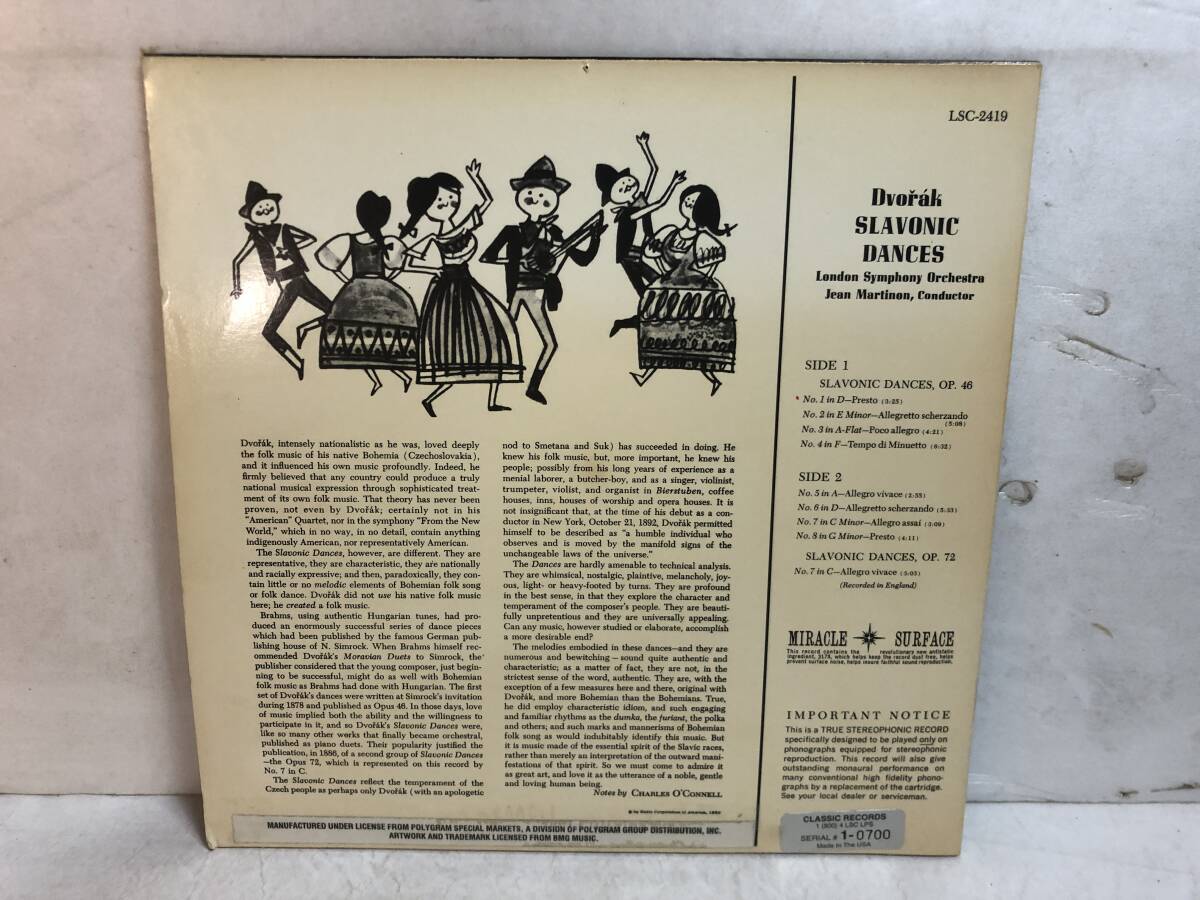 LSC-2419
Dvořák
SLAVONIC
DANCES
London Symphony Orchestra
Jean Martinon, Conductor
SIDE 1
SLAVONIC DANCES, OP. 46
No. 1 in D—Presto (3:25)
No. 2 in E Minor—Allegretto scherzando
(5:08)
No. 3 in A-Flat—Poco allegro (4:21)
No. 4 in F—Tempo di Minuetto (6:32)
SIDE 2
No. 5 in A—Allegro vivace (2:55)
No. 6 in D—Allegretto scherzando (5:33)
No. 7 in C Minor—Allegro assai (3:09)
No. 8 in G Minor—Presto (4:11)
SLAVONIC DANCES, OP. 72
No. 7 in C—Allegro vivace (3:03)
(Recorded in England)
MIRACLE SURFACE
This record contains the revolutionary new antistatic
ingredient, 317X, which helps keep the record dust free, helps
prevent surface noise, helps insure faithful sound reproduction.
IMPORTANT NOTICE
This is a TRUE STEREOPHONIC RECORD
specifically designed to be played only on
phonographs equipped for stereophonic
reproduction. This record will also give
outstanding monaural performance on
many conventional high fidelity phono-
graphs by a replacement of the cartridge.
See your local dealer or serviceman.
CLASSIC RECORDS
1 (800) 4 LSC LPS
SERIAL # 1-0700
Made in The USA
Dvořák, intensely nationalistic as he was, loved deeply
the folk music of his native Bohemia (Czechoslovakia),
and it influenced his own music profoundly. Indeed, he
firmly believed that any country could produce a truly
national musical expression through sophisticated treat-
ment of its own folk music. That theory has never been
proven, not even by Dvořák; certainly not in his
"American" Quartet, nor in the symphony "From the New
World," which in no way, in no detail, contain anything
indigenously American, nor representatively American.
The Slavonic Dances, however, are different. They are
representative, they are characteristic, they are nationally
and racially expressive; and then, paradoxically, they con-
tain little or no melodic elements of Bohemian folk song
or folk dance. Dvořák did not use his native folk music
here; he created a folk music.
Brahms, using authentic Hungarian tunes, had pro-
duced an enormously successful series of dance pieces
which had been published by the famous German pub-
lishing house of N. Simrock. When Brahms himself rec-
ommended Dvořák's Moravian Duets to Simrock, the
publisher considered that the young composer, just begin-
ning to be successful, might do as well with Bohemian
folk music as Brahms had done with Hungarian. The first
set of Dvořák's dances were written at Simrock's invitation
during 1878 and published as Opus 46. In those days, love
of music implied both the ability and the willingness to
participate in it, and so Dvořák's Slavonic Dances were,
like so many other works that finally became orchestral,
published as piano duets. Their popularity justified the
publication, in 1886, of a second group of Slavonic Dances
—the Opus 72, which is represented on this record by
No. 7 in C.
The Slavonic Dances reflect the temperament of the
Czech people as perhaps only Dvořák (with an apologetic
nod to Smetana and Suk) has succeeded in doing. He
knew his folk music, but, more important, he knew his
people; possibly from his long years of experience as a
menial laborer, a butcher-boy, and as a singer, violinist,
trumpeter, violist, and organist in Bierstuben, coffee
houses, inns, houses of worship and opera houses. It is
not insignificant that, at the time of his debut as a con-
ductor in New York, October 21, 1892, Dvořák permitted
himself to be described as "a humble individual who
observes and is moved by the manifold signs of the
unchangeable laws of the universe."
The Dances are hardly amenable to technical analysis.
They are whimsical, nostalgic, plaintive, melancholy, joy-
ous, light- or heavy-footed by turns. They are profound
in the best sense, in that they explore the character and
temperament of the composer's people. They are beauti-
fully unpretentious and they are universally appealing.
Can any music, however studied or elaborate, accomplish
a more desirable end?
The melodies embodied in these dances—and they are
numerous and bewitching—sound quite authentic and
characteristic; as a matter of fact, they are not, in the
strictest sense of the word, authentic. They are, with the
exception of a few measures here and there, original with
Dvořák, and more Bohemian than the Bohemians. True,
he did employ characteristic idiom, and such engaging
and familiar rhythms as the dumka, the furiant, the polka
and others; and such marks and mannerisms of Bohemian
folk song as would indubitably identify this music. But
it is music made of the essential spirit of the Slavic races,
rather than merely an interpretation of the outward mani-
festations of that spirit. So we must come to admire it
as great art, and love it as the utterance of a noble, gentle
and loving human being.
Notes by CHARLES O'CONNELL
© by Radio Corporation of America,
MANUFACTURED UNDER LICENSE FROM POLYGRAM SPECIAL MARKETS, A DIVISION OF POLYGRAM GROUP DISTRIBUTION, INC.
ARTWORK AND TRADEMARK LICENSED FROM BMG MUSIC.